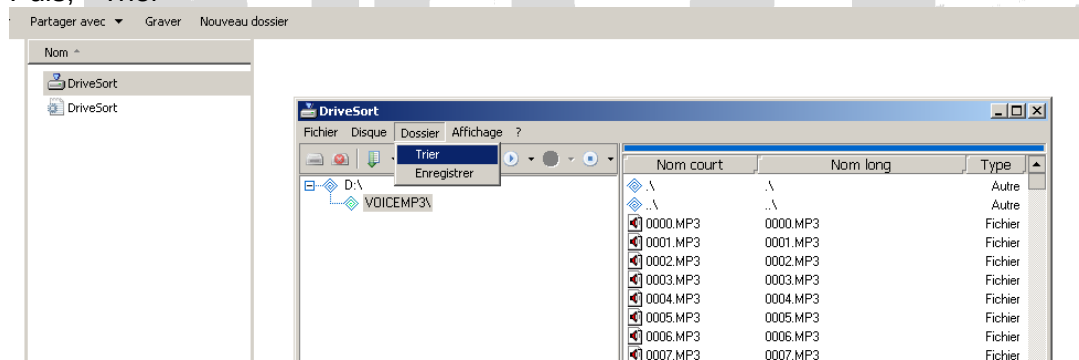 Partager avec Graver Nouveau dossier
Nom
DriveSort
DriveSort
DriveSort
Fichier Disque Dossier Affichage ?
Trier
Enregistrer
D:\
VOICEMP3\
Nom court Nom long Type
.\ .\ Autre
..\ ..\ Autre
0000.MP3 0000.MP3 Fichier
0001.MP3 0001.MP3 Fichier
0002.MP3 0002.MP3 Fichier
0003.MP3 0003.MP3 Fichier
0004.MP3 0004.MP3 Fichier
0005.MP3 0005.MP3 Fichier
0006.MP3 0006.MP3 Fichier
0007.MP3 0007.MP3 Fichier